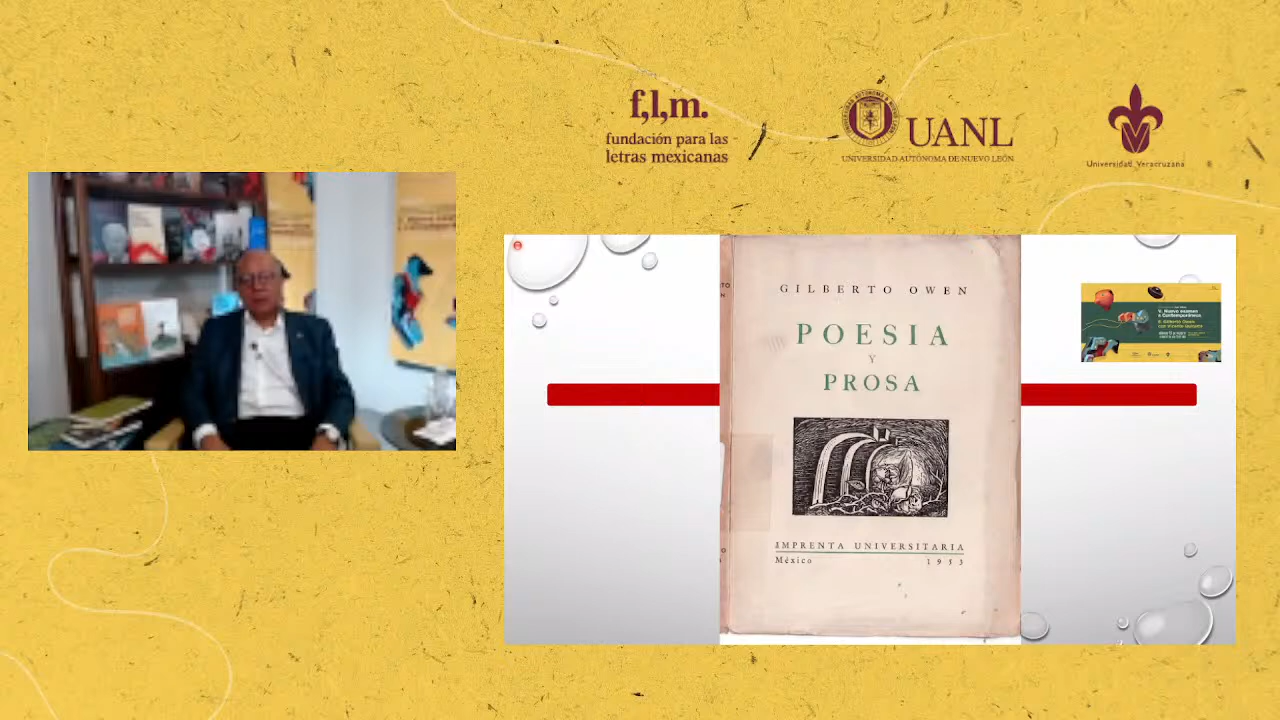 f,l,m.
fundación para las
letras mexicanas
UANL
UNIVERSIDAD AUTÓNOMA DE NUEVO LEÓN
Universidad Veracruzana
GILBERTO OWEN
POESIA
Y
PROSA
IMPRENTA UNIVERSITARIA
México 1953